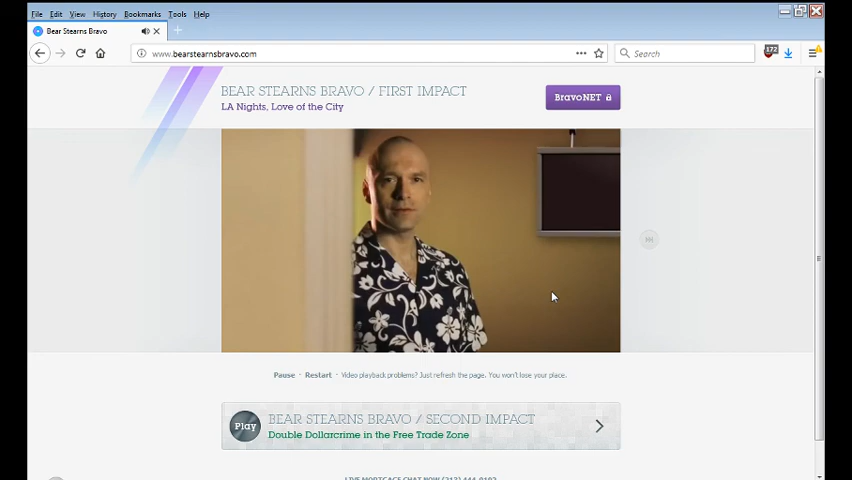 File Edit View History Bookmarks Tools Help
Bear Stearns Bravo
www.bearstearnsbravo.com
Search
172
BEAR STEARNS BRAVO / FIRST IMPACT
LA Nights, Love of the City
BravoNET
Pause · Restart · Video playback problems? Just refresh the page. You won't lose your place.
Play
BEAR STEARNS BRAVO / SECOND IMPACT
Double Dollarcrime in the Free Trade Zone
LIVE MORTGAGE CHAT NOW